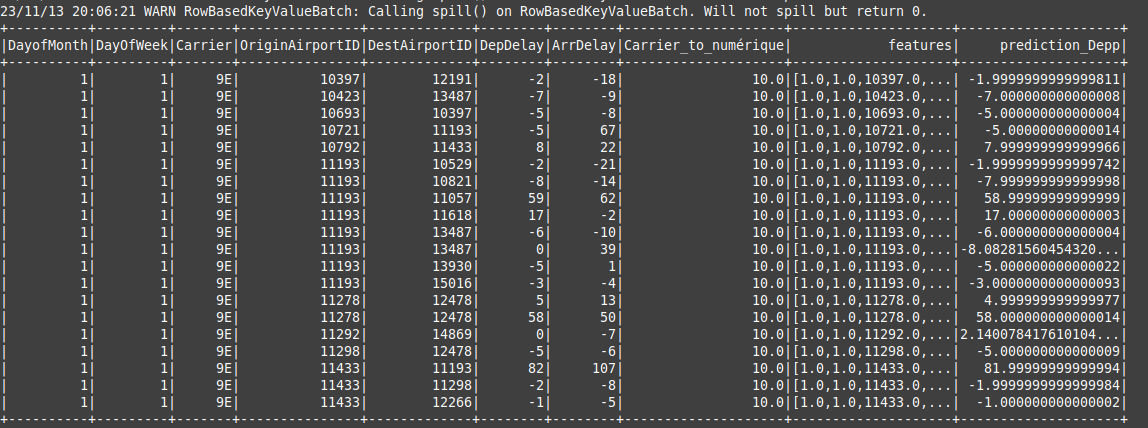 23/11/13 20:06:21 WARN RowBasedKeyValueBatch: Calling spill() on RowBasedKeyValueBatch. Will not spill but return 0.
+----------+---------+-------+---------------+-------------+--------+--------+--------------------+--------------------+--------------------+
|DayofMonth|DayOfWeek|Carrier|OriginAirportID|DestAirportID|DepDelay|ArrDelay|Carrier_to_numérique|            features|     prediction_Depp|
+----------+---------+-------+---------------+-------------+--------+--------+--------------------+--------------------+--------------------+
|         1|        1|     9E|          10397|        12191|      -2|     -18|                10.0|[1.0,1.0,10397.0,...| -1.9999999999999811|
|         1|        1|     9E|          10423|        13487|      -7|      -9|                10.0|[1.0,1.0,10423.0,...|  -7.000000000000008|
|         1|        1|     9E|          10693|        10397|      -5|      -8|                10.0|[1.0,1.0,10693.0,...|  -5.000000000000004|
|         1|        1|     9E|          10721|        11193|      -5|      67|                10.0|[1.0,1.0,10721.0,...|   -5.00000000000014|
|         1|        1|     9E|          10792|        11433|       8|      22|                10.0|[1.0,1.0,10792.0,...|   7.999999999999966|
|         1|        1|     9E|          11193|        10529|      -2|     -21|                10.0|[1.0,1.0,11193.0,...| -1.9999999999999742|
|         1|        1|     9E|          11193|        10821|      -8|     -14|                10.0|[1.0,1.0,11193.0,...|  -7.999999999999998|
|         1|        1|     9E|          11193|        11057|      59|      62|                10.0|[1.0,1.0,11193.0,...|   58.99999999999999|
|         1|        1|     9E|          11193|        11618|      17|      -2|                10.0|[1.0,1.0,11193.0,...|  17.000000000000003|
|         1|        1|     9E|          11193|        13487|      -6|     -10|                10.0|[1.0,1.0,11193.0,...|  -6.000000000000004|
|         1|        1|     9E|          11193|        13487|       0|      39|                10.0|[1.0,1.0,11193.0,...|-8.08281560454320...|
|         1|        1|     9E|          11193|        13930|      -5|       1|                10.0|[1.0,1.0,11193.0,...|  -5.000000000000022|
|         1|        1|     9E|          11193|        15016|      -3|      -4|                10.0|[1.0,1.0,11193.0,...| -3.0000000000000093|
|         1|        1|     9E|          11278|        12478|       5|      13|                10.0|[1.0,1.0,11278.0,...|   4.999999999999977|
|         1|        1|     9E|          11278|        12478|      58|      50|                10.0|[1.0,1.0,11278.0,...|  58.000000000000014|
|         1|        1|     9E|          11292|        14869|       0|      -7|                10.0|[1.0,1.0,11292.0,...|2.140078417610104...|
|         1|        1|     9E|          11298|        12478|      -5|      -6|                10.0|[1.0,1.0,11298.0,...|  -5.000000000000009|
|         1|        1|     9E|          11433|        11193|      82|     107|                10.0|[1.0,1.0,11433.0,...|   81.99999999999994|
|         1|        1|     9E|          11433|        11298|      -2|      -8|                10.0|[1.0,1.0,11433.0,...| -1.9999999999999984|
|         1|        1|     9E|          11433|        12266|      -1|      -5|                10.0|[1.0,1.0,11433.0,...| -1.0000000000000002|
+----------+---------+-------+---------------+-------------+--------+--------+--------------------+--------------------+--------------------+